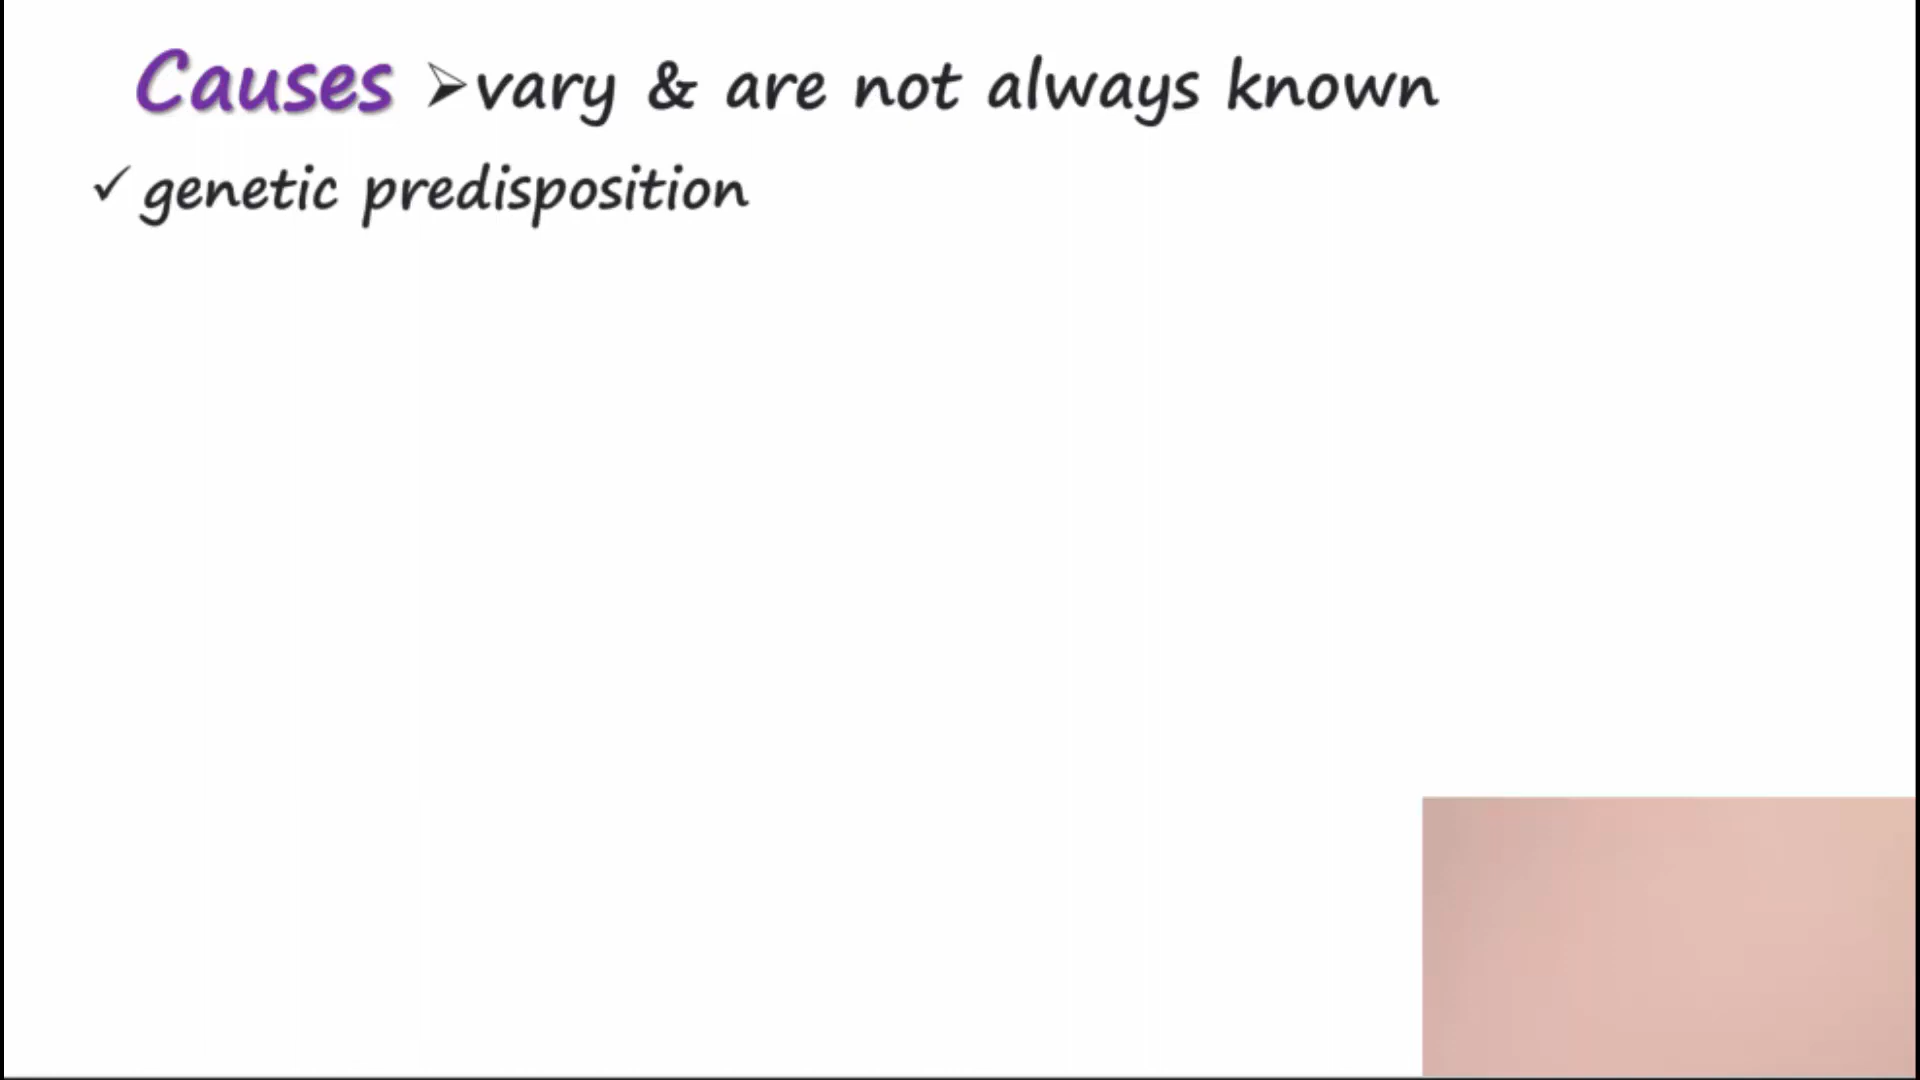 Causes ➢vary & are not always known
✓ genetic predisposition